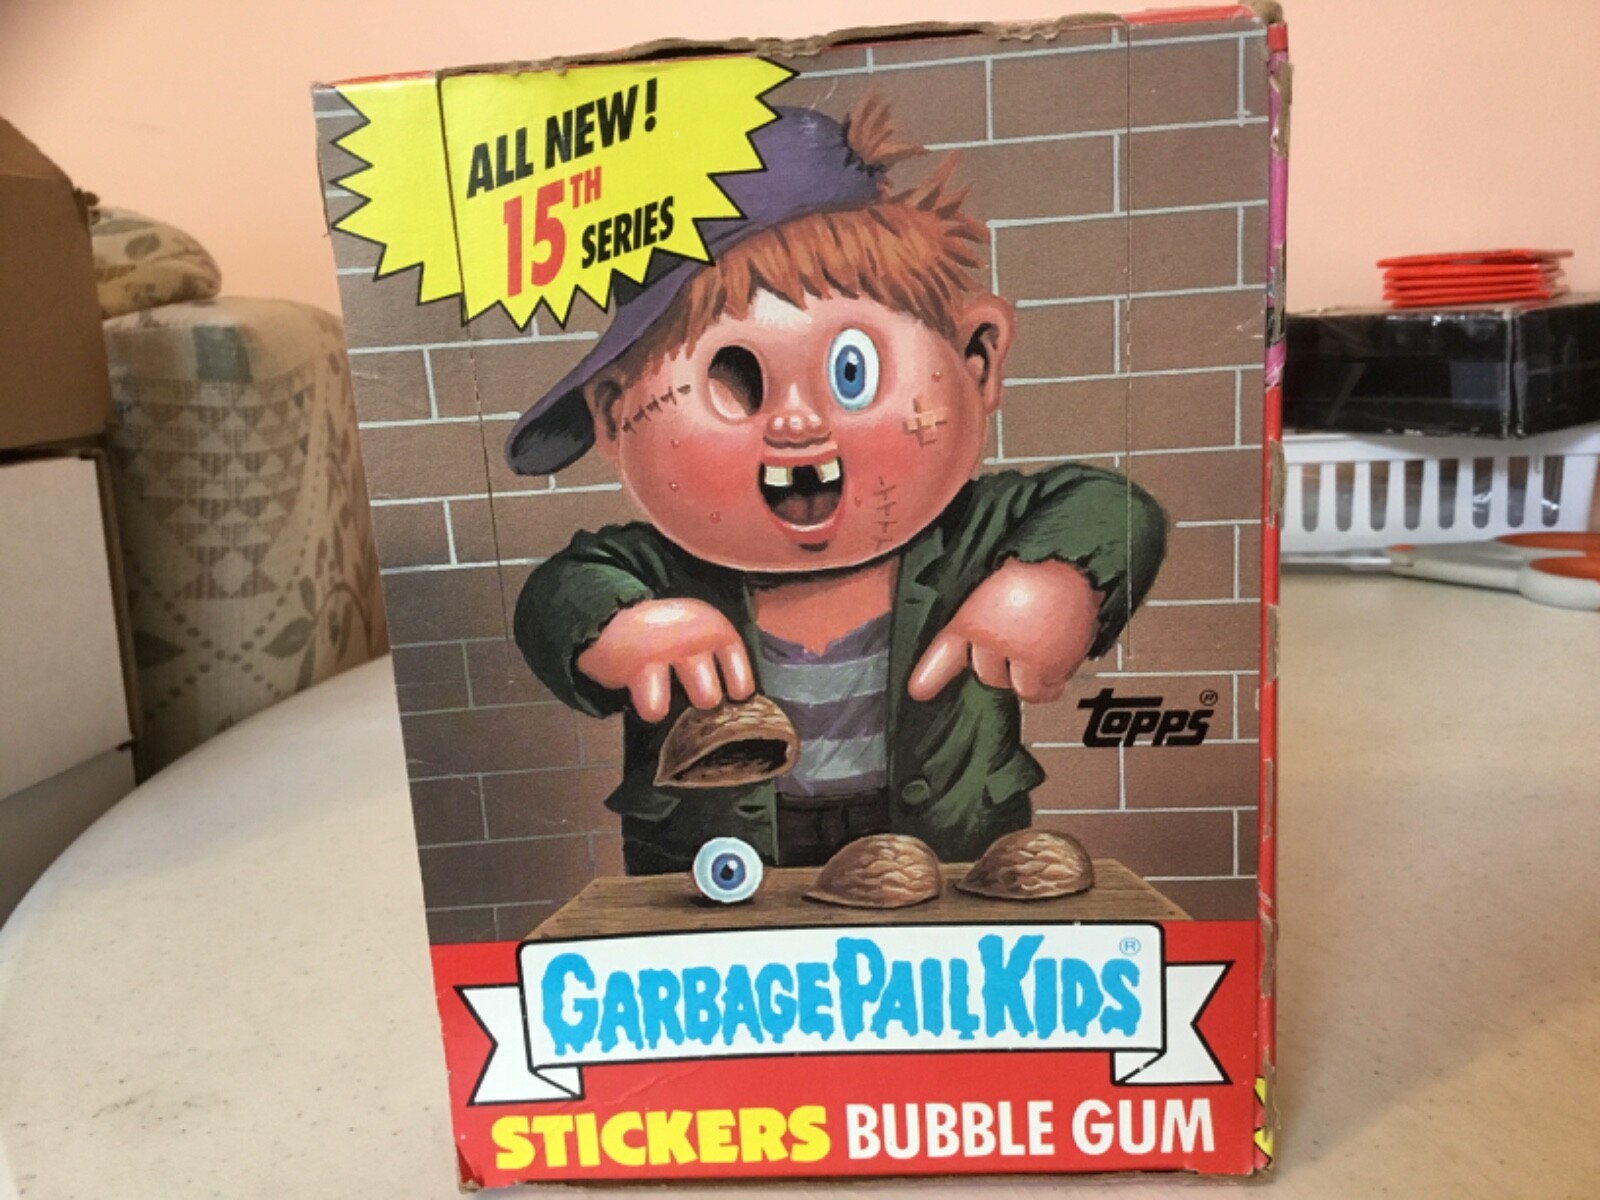 ALL NEW!
15TH
SERIES
topps®
GARBAGE PAIL KIDS®
STICKERS BUBBLE GUM